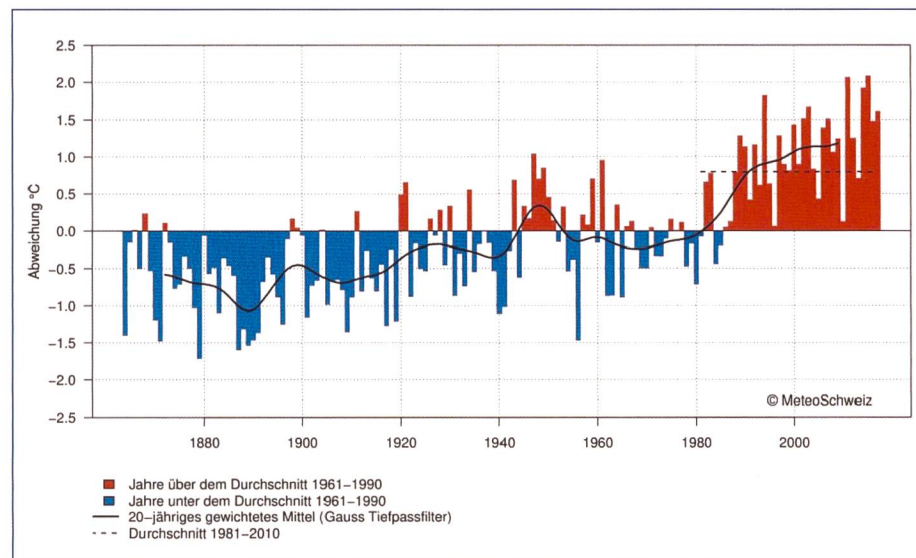 Abweichung °C
2.5
2.0
1.5
1.0
0.5
0.0
−0.5
−1.0
−1.5
−2.0
−2.5
© MeteoSchweiz
1880 1900 1920 1940 1960 1980 2000
Jahre über dem Durchschnitt 1961−1990
Jahre unter dem Durchschnitt 1961−1990
20−jähriges gewichtetes Mittel (Gauss Tiefpassfilter)
Durchschnitt 1981−2010